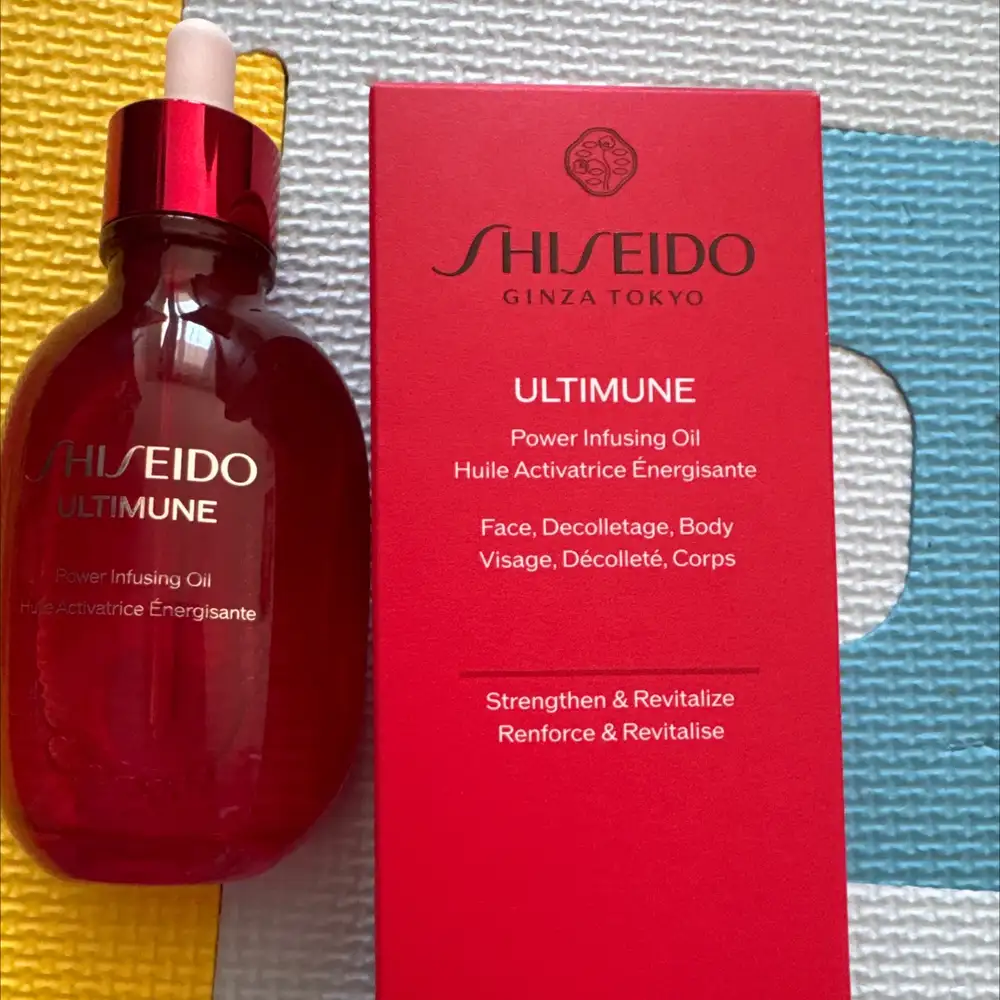 SHISEIDO
ULTIMUNE
Power Infusing Oil
Huile Activatrice Énergisante
SHISEIDO
GINZA TOKYO
ULTIMUNE
Power Infusing Oil
Huile Activatrice Énergisante
Face, Decolletage, Body
Visage, Décolleté, Corps
Strengthen & Revitalize
Renforce & Revitalise